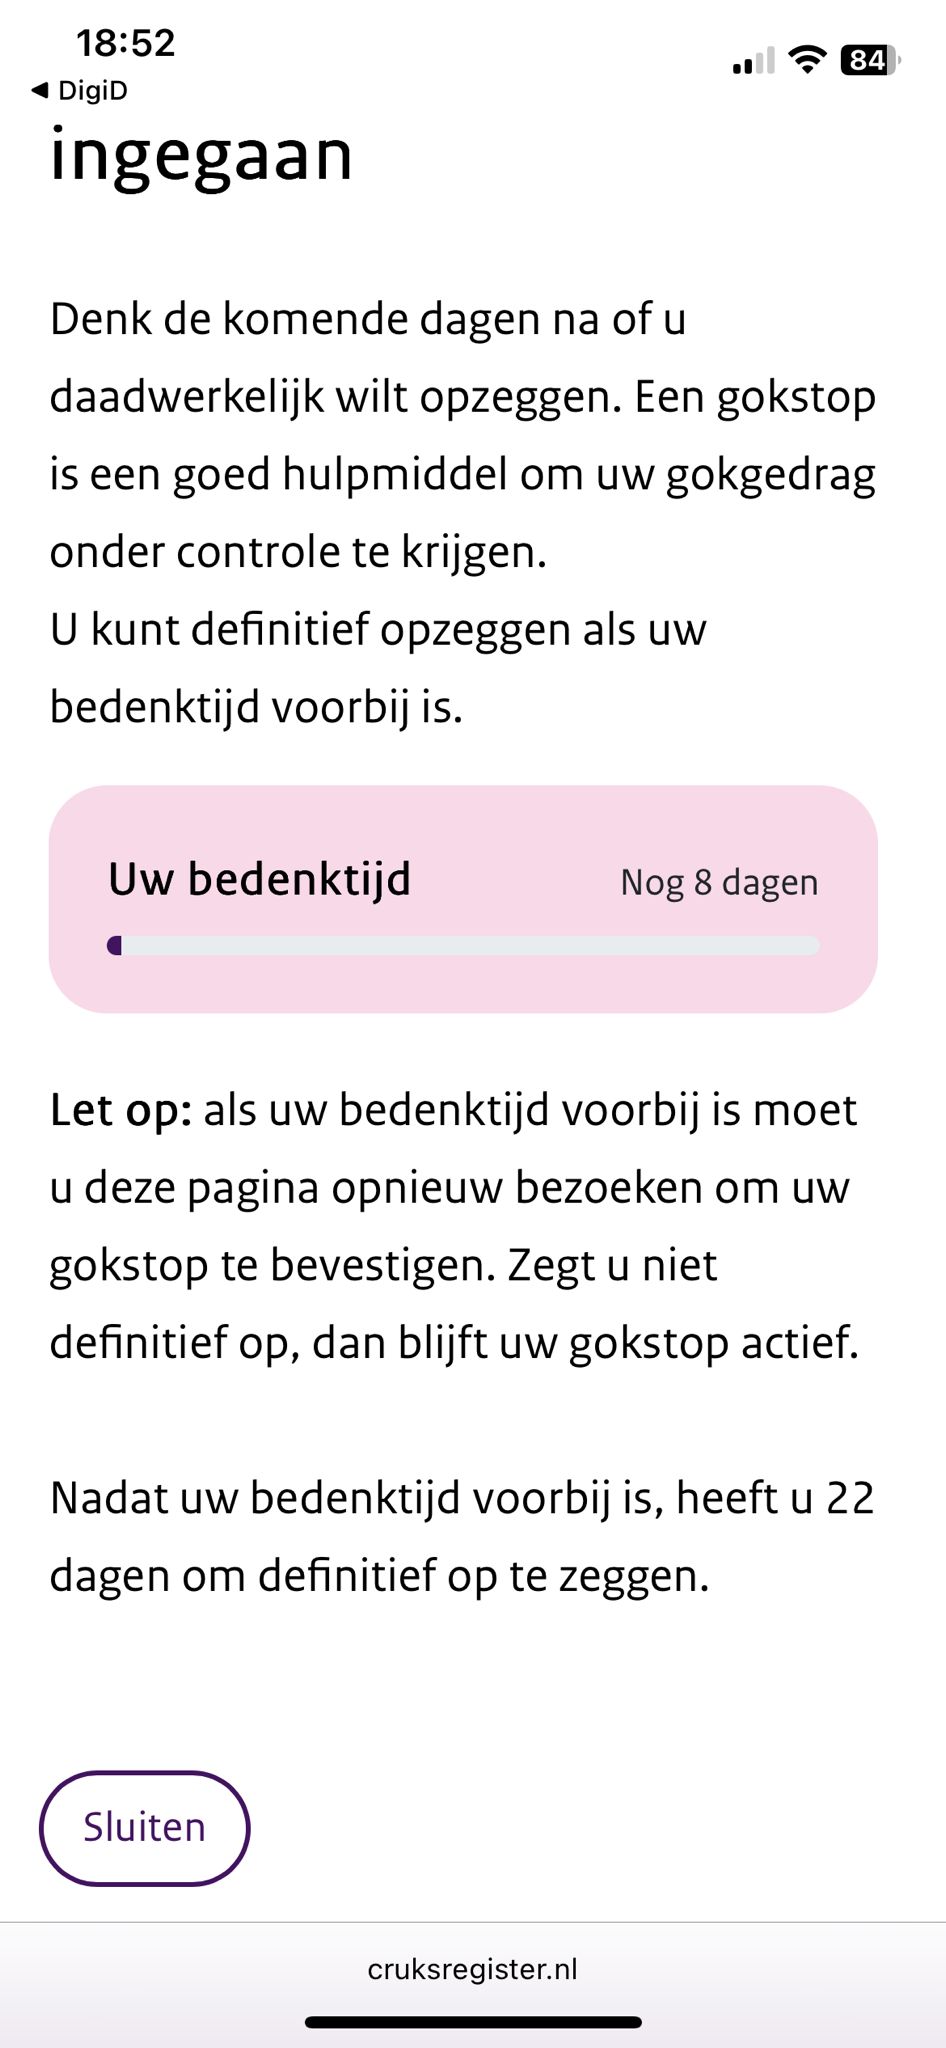 18:52
84
DigiD
ingegaan
Denk de komende dagen na of u
daadwerkelijk wilt opzeggen. Een gokstop
is een goed hulpmiddel om uw gokgedrag
onder controle te krijgen.
U kunt definitief opzeggen als uw
bedenktijd voorbij is.
Uw bedenktijd
Nog 8 dagen
Let op: als uw bedenktijd voorbij is moet
u deze pagina opnieuw bezoeken om uw
gokstop te bevestigen. Zegt u niet
definitief op, dan blijft uw gokstop actief.
Nadat uw bedenktijd voorbij is, heeft u 22
dagen om definitief op te zeggen.
Sluiten
cruksregister.nl